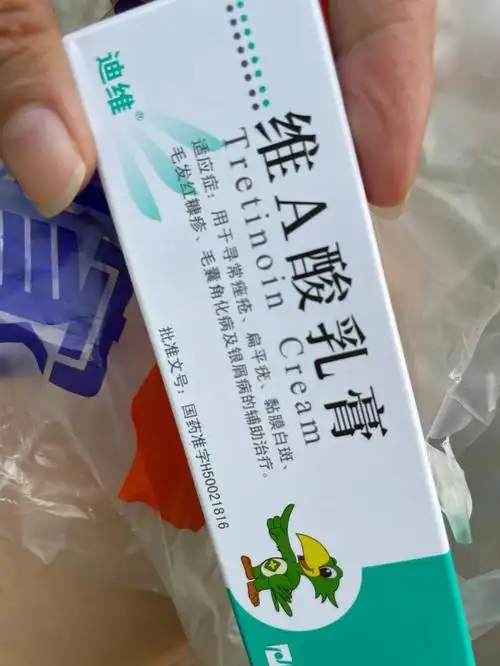 迪维®
维A酸乳膏
Tretinoin Cream
适应症：用于寻常痤疮、扁平疣、黏膜白斑、
毛发红糠疹、毛囊角化病及银屑病的辅助治疗。
批准文号：国药准字H50021816